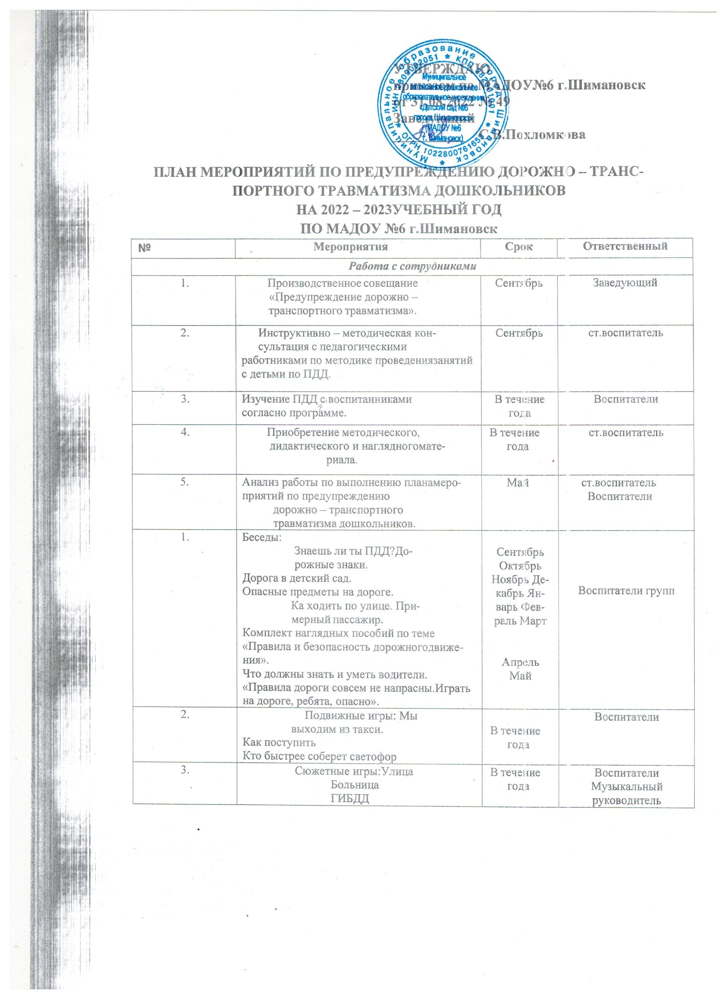 УТВЕРЖДАЮ
приказом по МАДОУ№6 г.Шимановск
от 31.08.2022 № 49
Заведующий
С.В.Похломкова
Муниципальное образование город Шимановск
КПП 282901001
ОГРН 1022800761653
Муниципальное
автономное дошкольное
образовательное учреждение
«Детский сад №6
города Шимановска»
(МАДОУ №6
г. Шимановск)
ПЛАН МЕРОПРИЯТИЙ ПО ПРЕДУПРЕЖДЕНИЮ ДОРОЖНО – ТРАНС-
ПОРТНОГО ТРАВМАТИЗМА ДОШКОЛЬНИКОВ
НА 2022 – 2023УЧЕБНЫЙ ГОД
ПО МАДОУ №6 г.Шимановск
№ Мероприятия Срок Ответственный
Работа с сотрудниками
1. Производственное совещание Сентябрь Заведующий
«Предупреждение дорожно –
транспортного травматизма».
2. Инструктивно – методическая кон- Сентябрь ст.воспитатель
сультация с педагогическими
работниками по методике проведениязанятий
с детьми по ПДД.
3. Изучение ПДД с воспитанниками В течение Воспитатели
согласно программе. года
4. Приобретение методического, В течение ст.воспитатель
дидактического и наглядногомате- года
риала.
5. Анализ работы по выполнению планамеро- Май ст.воспитатель
приятий по предупреждению Воспитатели
дорожно – транспортного
травматизма дошкольников.
1. Беседы:
Знаешь ли ты ПДД?До- Сентябрь
рожные знаки. Октябрь
Дорога в детский сад. Ноябрь Де-
Опасные предметы на дороге. кабрь Ян- Воспитатели групп
Ка ходить по улице. При- варь Фев-
мерный пассажир. раль Март
Комплект наглядных пособий по теме
«Правила и безопасность дорожногодвиже-
ния». Апрель
Что должны знать и уметь водители. Май
«Правила дороги совсем не напрасны.Играть
на дороге, ребята, опасно».
2. Подвижные игры: Мы Воспитатели
выходим из такси. В течение
Как поступить года
Кто быстрее соберет светофор
3. Сюжетные игры:Улица В течение Воспитатели
Больница года Музыкальный
ГИБДД руководитель